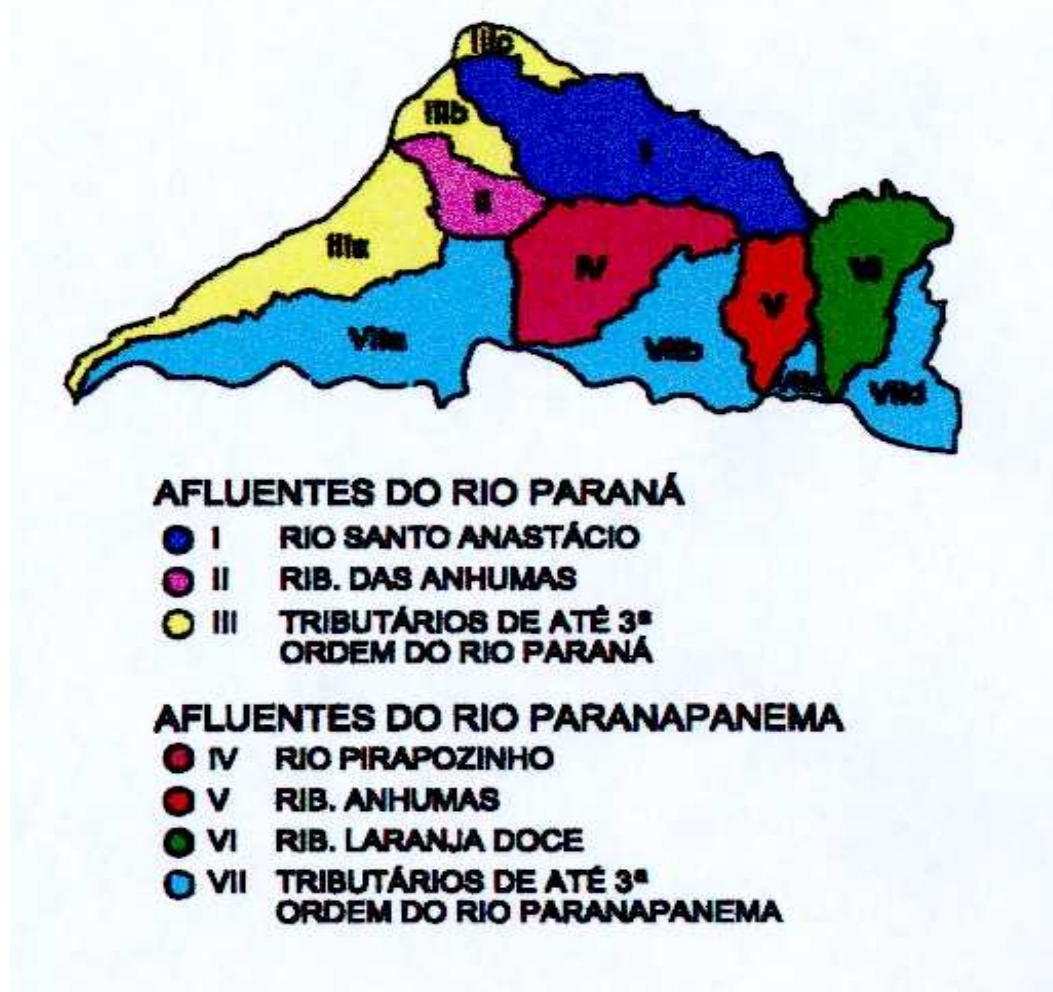 IIIc
IIIb
I
II
IIIa
IV
VI
V
VIIa
VIIb
VIId
AFLUENTES DO RIO PARANÁ
I RIO SANTO ANASTÁCIO
II RIB. DAS ANHUMAS
III TRIBUTÁRIOS DE ATÉ 3ª
ORDEM DO RIO PARANÁ
AFLUENTES DO RIO PARANAPANEMA
IV RIO PIRAPOZINHO
V RIB. ANHUMAS
VI RIB. LARANJA DOCE
VII TRIBUTÁRIOS DE ATÉ 3ª
ORDEM DO RIO PARANAPANEMA